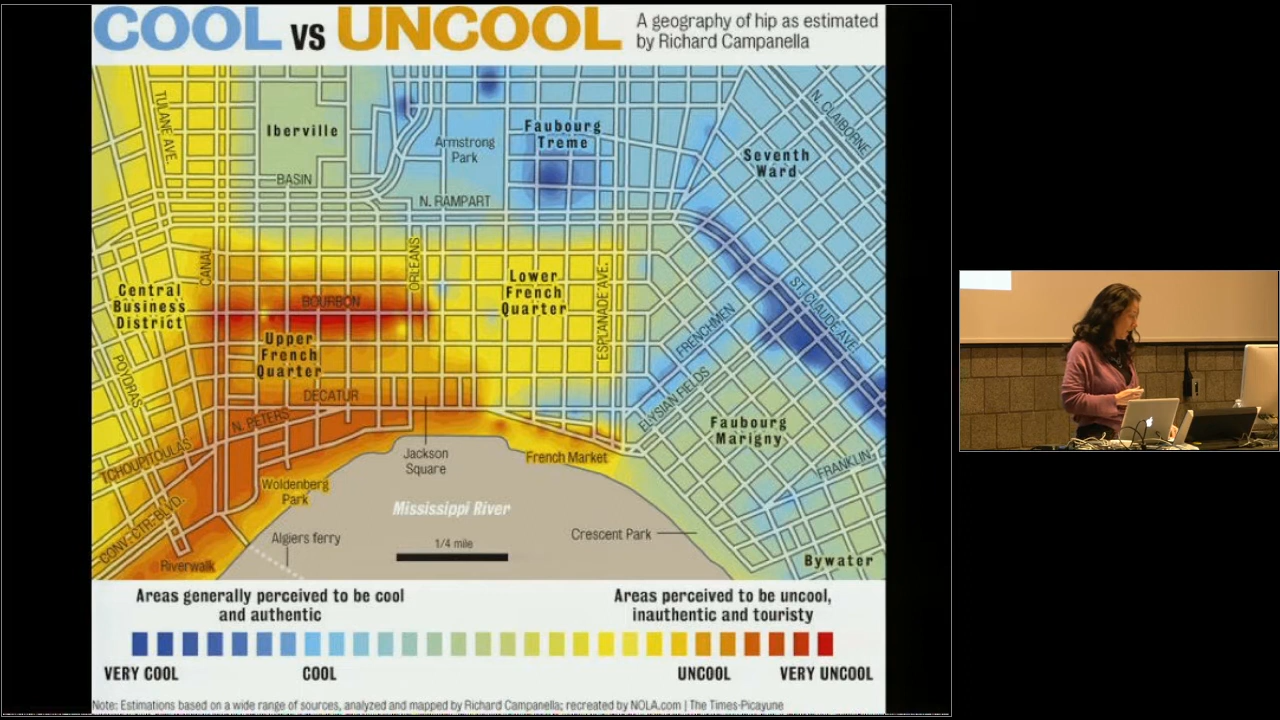 COOL vs UNCOOL
A geography of hip as estimated
by Richard Campanella
TULANE AVE.
Iberville
Armstrong
Park
Faubourg
Treme
N. CLAIBORNE
Seventh
Ward
BASIN
N. RAMPART
CANAL
ORLEANS
Central
Business
District
BOURBON
Lower
French
Quarter
ESPLANADE AVE.
ST. CLAUDE AVE.
FRENCHMEN
Upper
French
Quarter
POYDRAS
DECATUR
ELYSIAN FIELDS
N. PETERS
Faubourg
Marigny
TCHOUPITOULAS
Jackson
Square
French Market
FRANKLIN
Woldenberg
Park
Mississippi River
CONV. CTR. BLVD.
Algiers ferry
1/4 mile
Crescent Park
Riverwalk
Bywater
Areas generally perceived to be cool
and authentic
Areas perceived to be uncool,
inauthentic and touristy
VERY COOL
COOL
UNCOOL
VERY UNCOOL
Note: Estimations based on a wide range of sources, analyzed and mapped by Richard Campanella; recreated by NOLA.com | The Times-Picayune